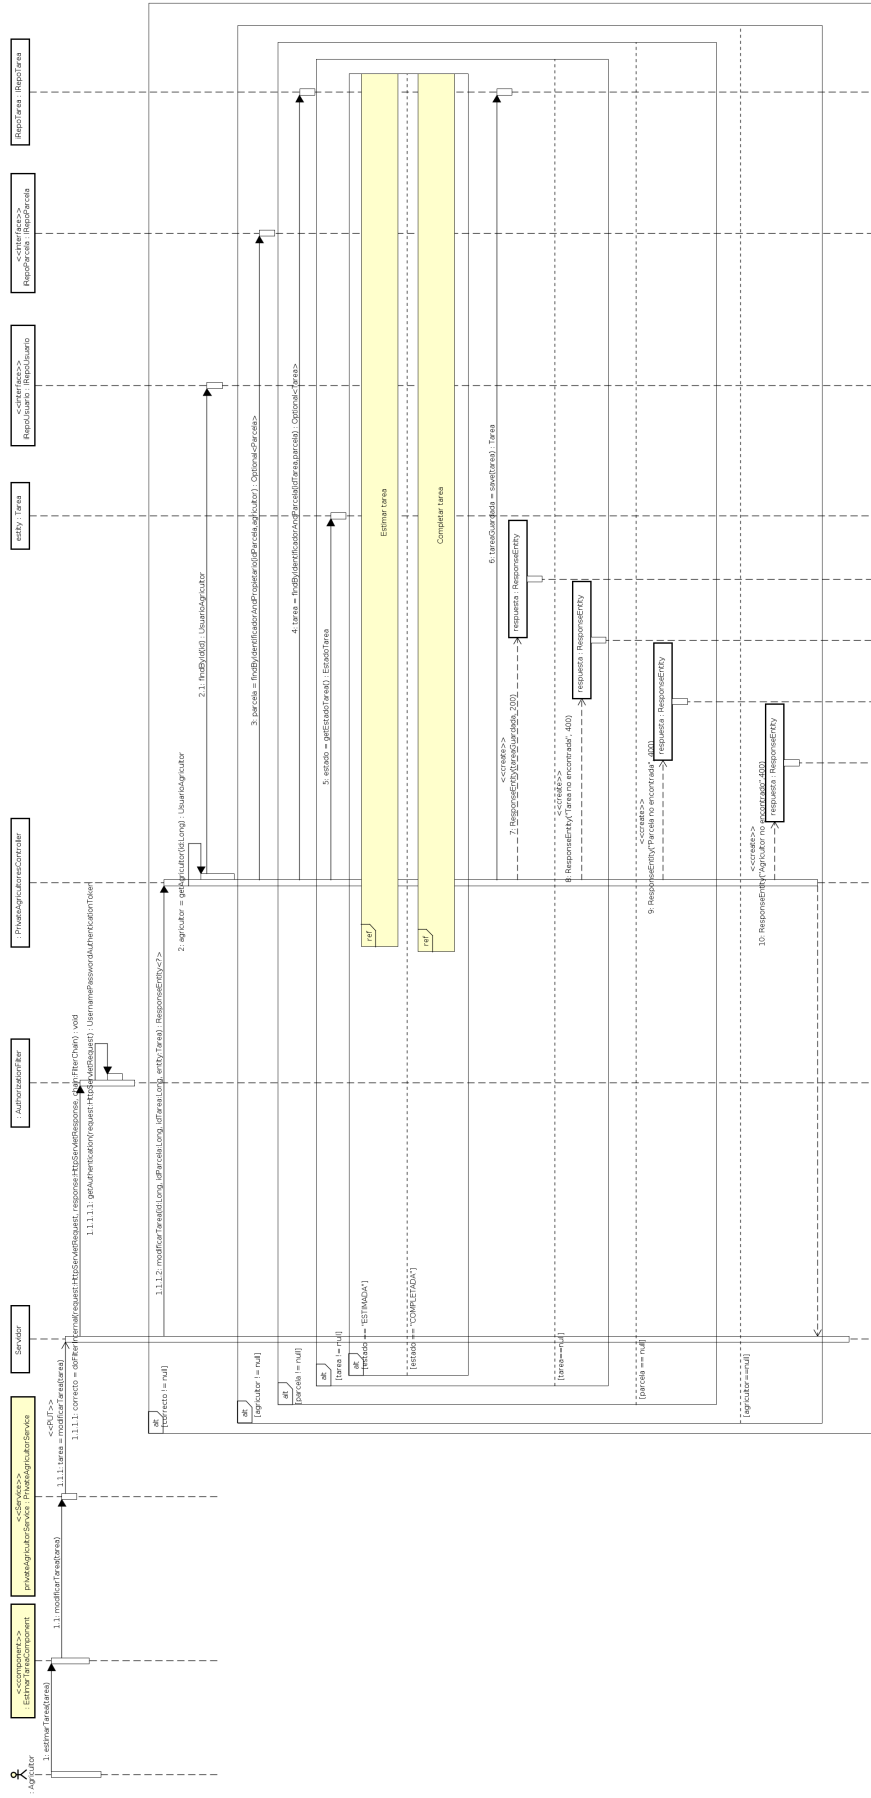 : Agricultor
<<component>>
: EstimarTareaComponent
<<Service>>
privateAgricultorService : PrivateAgricultorService
Servidor
: AuthorizationFilter
: PrivateAgricultoresController
estity : Tarea
<<interface>>
iRepoUsuario : IRepoUsuario
<<interface>>
iRepoParcela : IRepoParcela
iRepoTarea : IRepoTarea
1: estimarTarea(tarea)
1.1: modificarTarea(tarea)
<<PUT>>
1.1.1: tarea = modificarTarea(tarea)
1.1.1.1: correcto = doFilterInternal(request:HttpServletRequest, response:HttpServletResponse, chain:FilterChain) : void
1.1.1.1.1: getAuthentication(request:HttpServletRequest) : UsernamePasswordAuthenticationToken
alt
[correcto != null]
1.1.1.2: modificarTarea(id:Long, idParcela:Long, idTarea:Long, entity:Tarea) : ResponseEntity<?>
2: agricultor = getAgricultor(id:Long) : UsuarioAgricultor
2.1: findById(id) : UsuarioAgricultor
alt
[agricultor != null]
3: parcela = findByIdentificadorAndPropietario(idParcela,agricultor) : Optional<Parcela>
alt
[parcela != null]
4: tarea = findByIdentificadorAndParcela(idTarea,parcela) : Optional<Tarea>
alt
[tarea != null]
5: estado = getEstadoTarea() : EstadoTarea
alt
[estado == "ESTIMADA"]
ref
Estimar tarea
[estado == "COMPLETADA"]
ref
Completar tarea
6: tareaGuardada = save(tarea) : Tarea
<<create>>
7: ResponseEntity(tareaGuardada, 200)
respuesta : ResponseEntity
[tarea==null]
<<create>>
8: ResponseEntity("Tarea no encontrada", 400)
respuesta : ResponseEntity
[parcela == null]
<<create>>
9: ResponseEntity("Parcela no encontrada", 400)
respuesta : ResponseEntity
[agricultor ==null]
<<create>>
10: ResponseEntity("Agricultor no encontrado",400)
respuesta : ResponseEntity